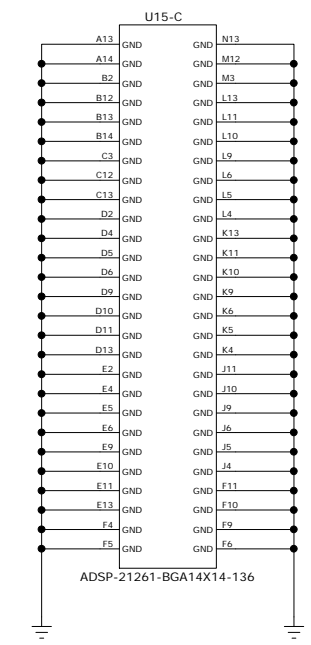 U15-C
A13 GND GND N13
A14 GND GND M12
B2 GND GND M3
B12 GND GND L13
B13 GND GND L11
B14 GND GND L10
C3 GND GND L9
C12 GND GND L6
C13 GND GND L5
D2 GND GND L4
D4 GND GND K13
D5 GND GND K11
D6 GND GND K10
D9 GND GND K9
D10 GND GND K6
D11 GND GND K5
D13 GND GND K4
E2 GND GND J11
E4 GND GND J10
E5 GND GND J9
E6 GND GND J6
E9 GND GND J5
E10 GND GND J4
E11 GND GND F11
E13 GND GND F10
F4 GND GND F9
F5 GND GND F6
ADSP-21261-BGA14X14-136